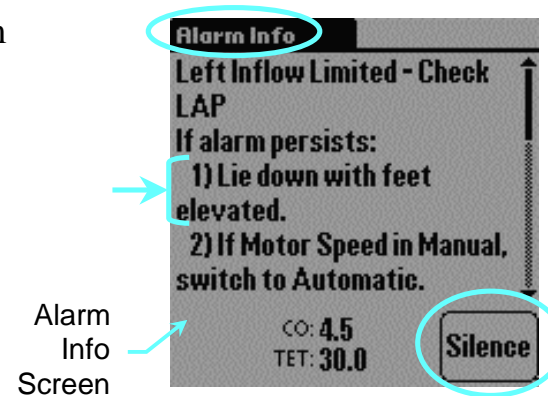 Alarm Info
Left Inflow Limited - Check
LAP
If alarm persists:
1) Lie down with feet
elevated.
2) If Motor Speed in Manual,
switch to Automatic.
CO: 4.5
TET: 30.0
Silence
Alarm
Info
Screen